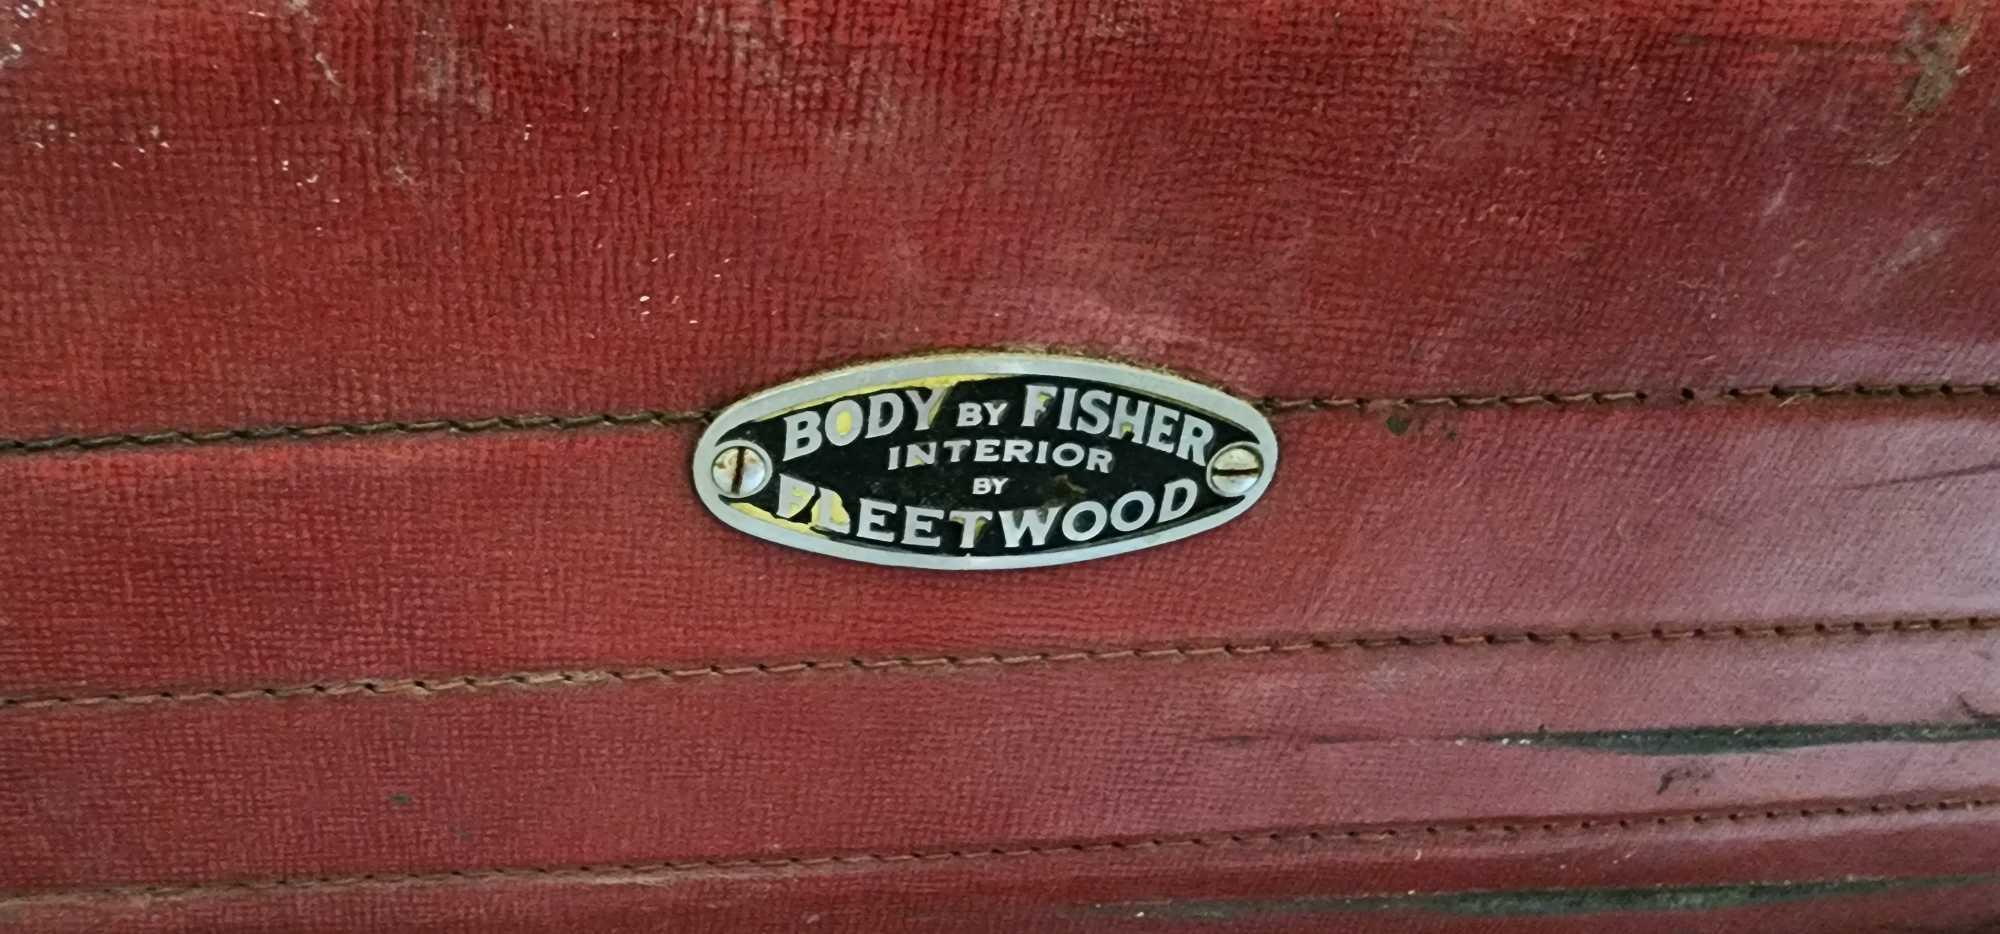 BODY BY FISHER
INTERIOR
BY
FLEETWOOD